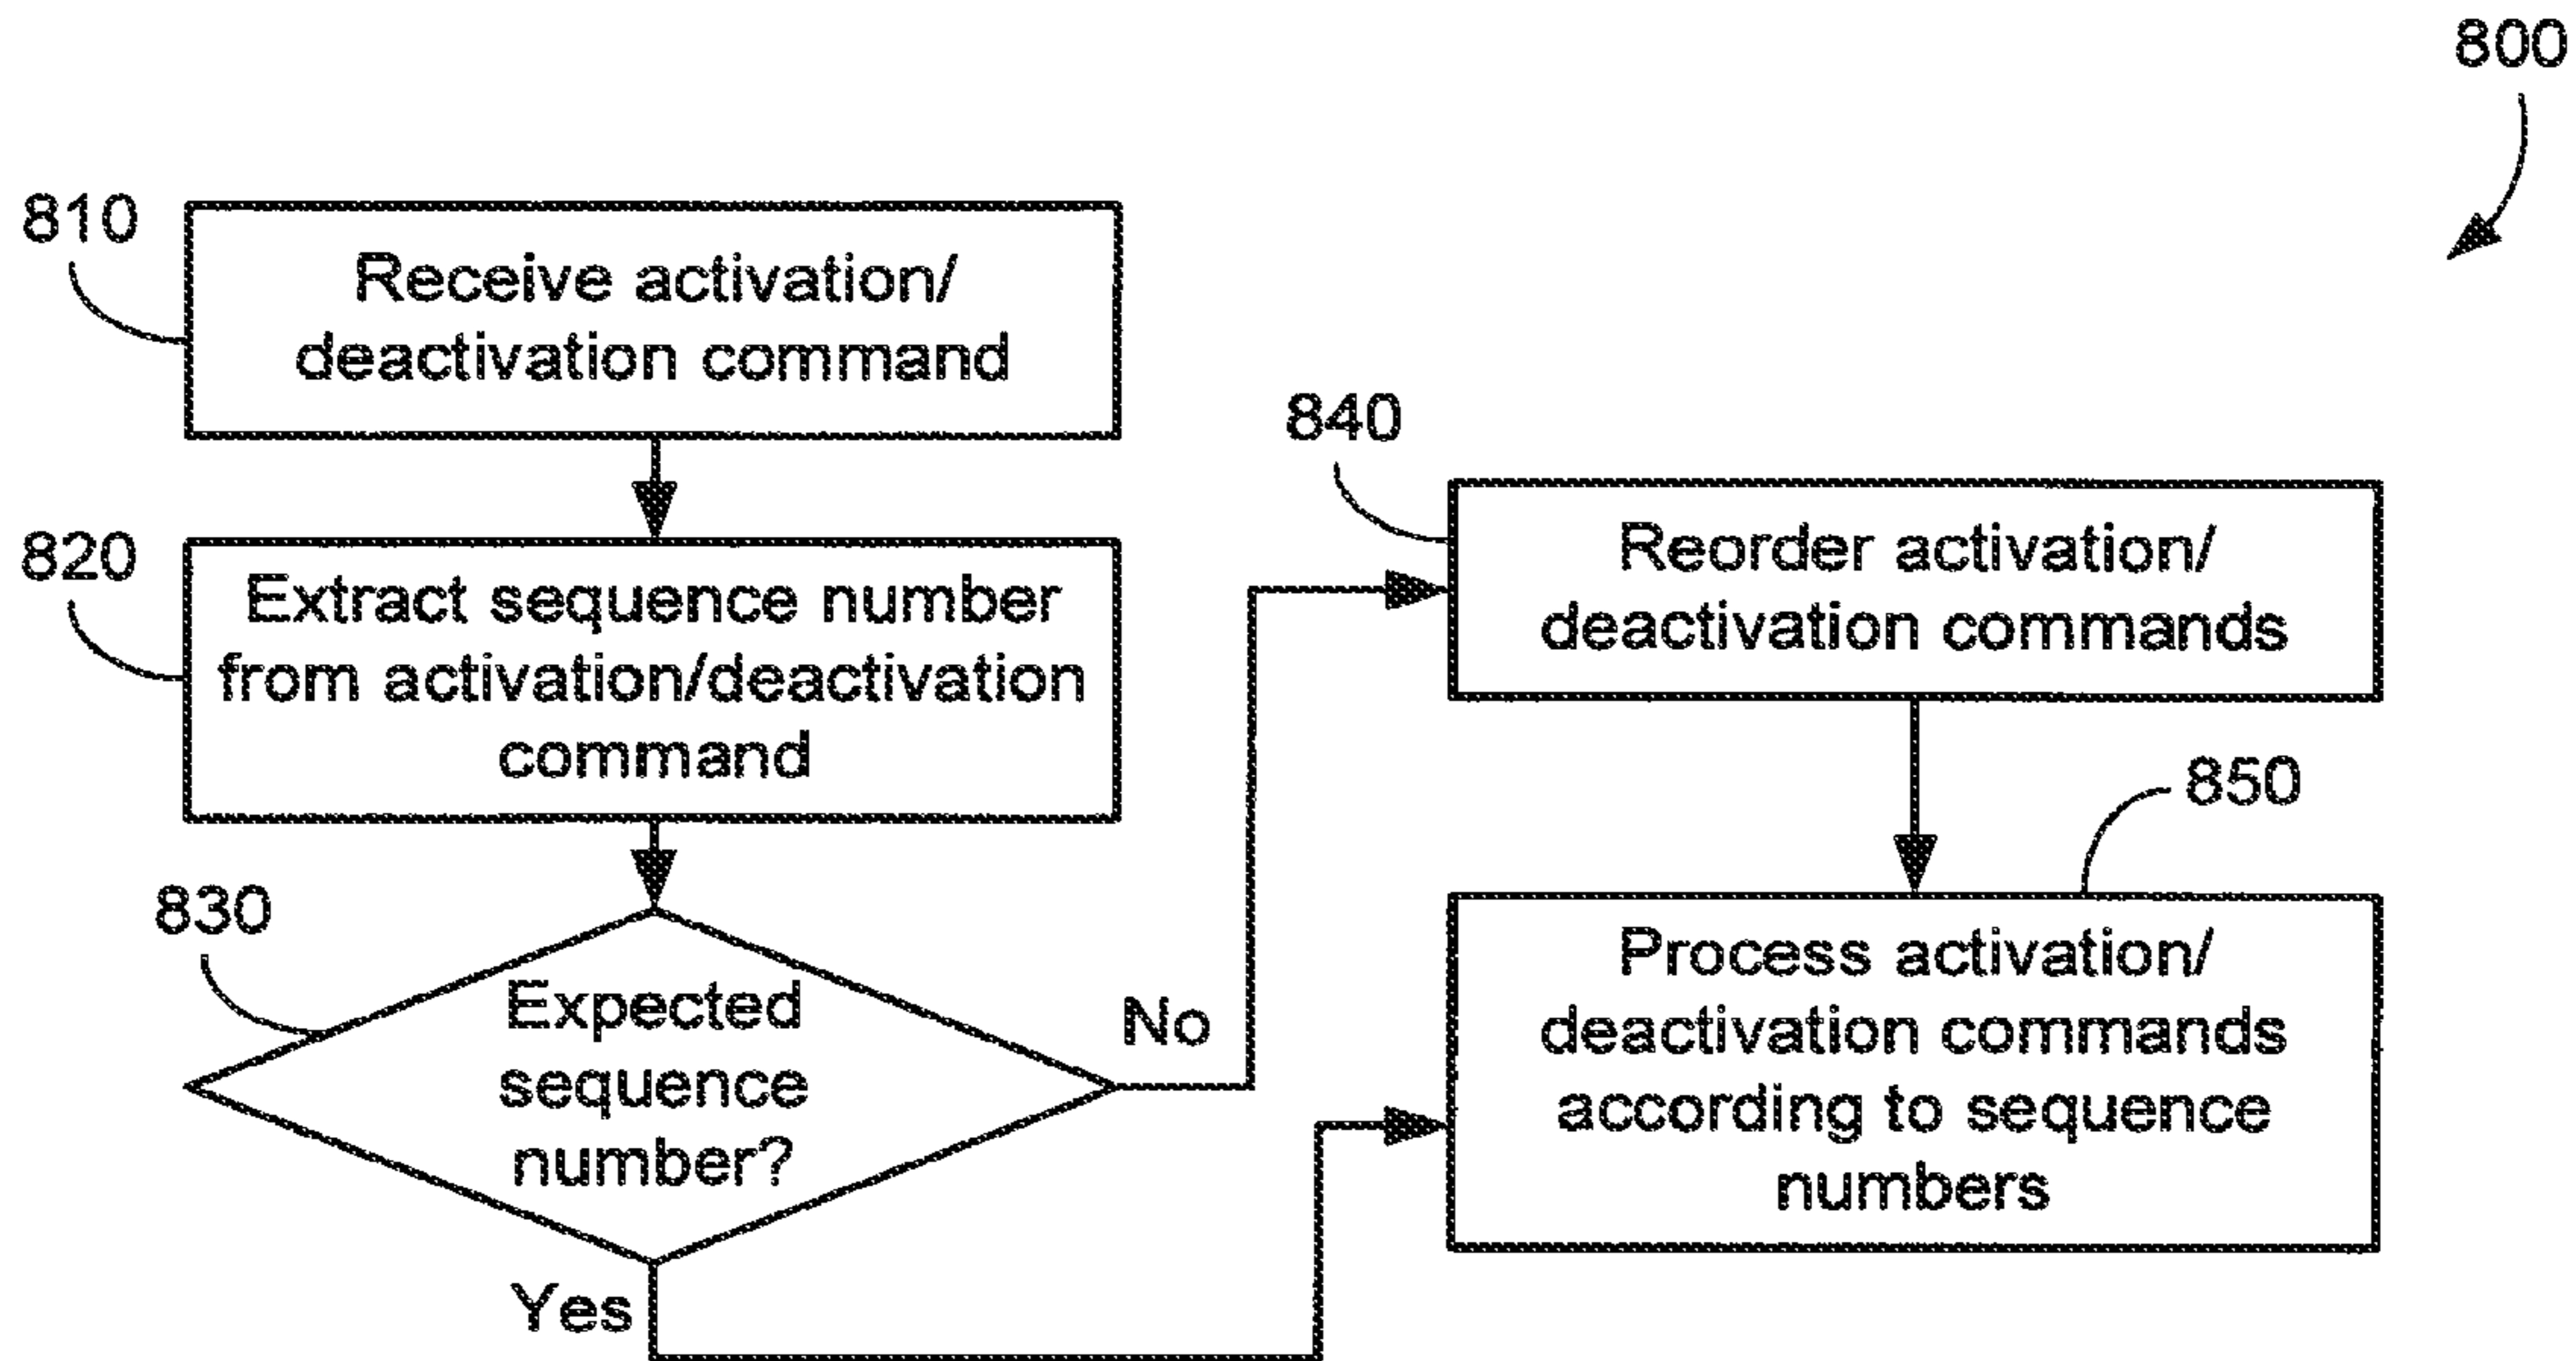 800
810
Receive activation/
deactivation command
820
Extract sequence number
from activation/deactivation
command
830
Expected
sequence
number?
No
Yes
840
Reorder activation/
deactivation commands
850
Process activation/
deactivation commands
according to sequence
numbers